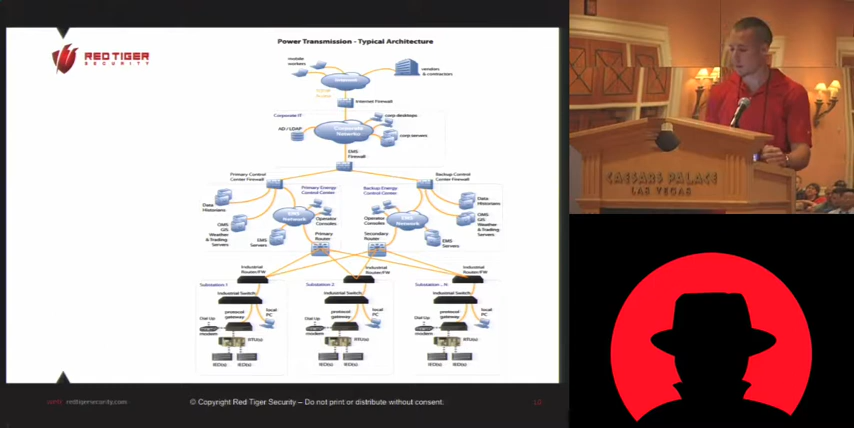 Power Transmission - Typical Architecture
RED TIGER
SECURITY
mobile
workers
vendors
& contractors
Internet Firewall
Corporate IT
AD / LDAP
Corporate
Networks
corp desktops
corp servers
EMS
Firewall
Primary Control
Center Firewall
Backup Control
Center Firewall
Primary Energy
Control Center
Backup Energy
Control Center
Data
Historians
EMS
Network
Operator
Consoles
Operator
Consoles
EMS
Network
Data
Historians
OMS
GIS
Weather
& Trading
Servers
EMS
Servers
Primary
Router
Secondary
Router
EMS
Servers
OMS
GIS
Weather
& Trading
Servers
Industrial
Router/FW
Industrial
Router/FW
Industrial
Router/FW
Substation 1
Substation 2
Substation ... N
Industrial Switch
Industrial Switch
Industrial Switch
protocol
gateway
local
PC
protocol
gateway
local
PC
protocol
gateway
local
PC
Dial Up
modem
Dial Up
modem
Dial Up
modem
RTU(s)
RTU(s)
RTU(s)
IED(s)
IED(s)
IED(s)
IED(s)
IED(s)
IED(s)
redtigersecurity.com
© Copyright Red Tiger Security – Do not print or distribute without consent.
CAESARS PALACE
LAS VEGAS